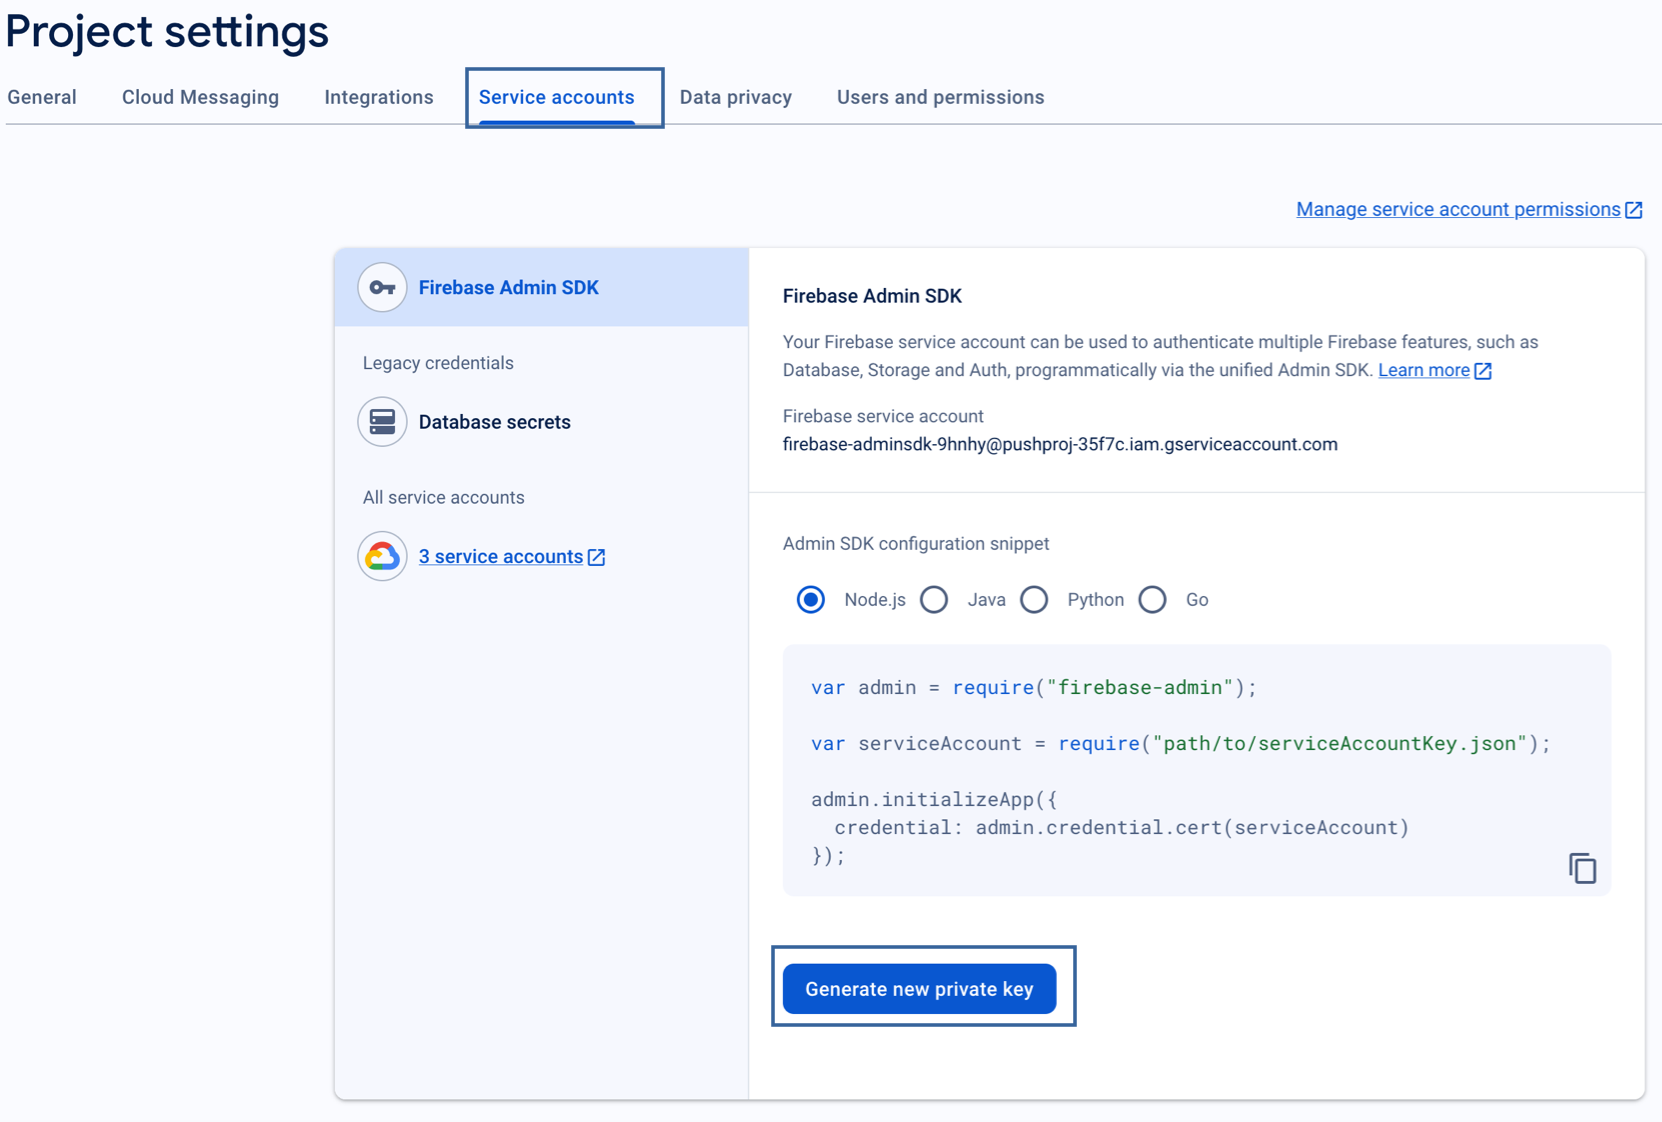 Project settings
General Cloud Messaging Integrations Service accounts Data privacy Users and permissions
Manage service account permissions
Firebase Admin SDK
Legacy credentials
Database secrets
All service accounts
3 service accounts
Firebase Admin SDK
Your Firebase service account can be used to authenticate multiple Firebase features, such as
Database, Storage and Auth, programmatically via the unified Admin SDK. Learn more
Firebase service account
firebase-adminsdk-9hnhy@pushproj-35f7c.iam.gserviceaccount.com
Admin SDK configuration snippet
Node.js Java Python Go
var admin = require("firebase-admin");
var serviceAccount = require("path/to/serviceAccountKey.json");
admin.initializeApp({
  credential: admin.credential.cert(serviceAccount)
});
Generate new private key